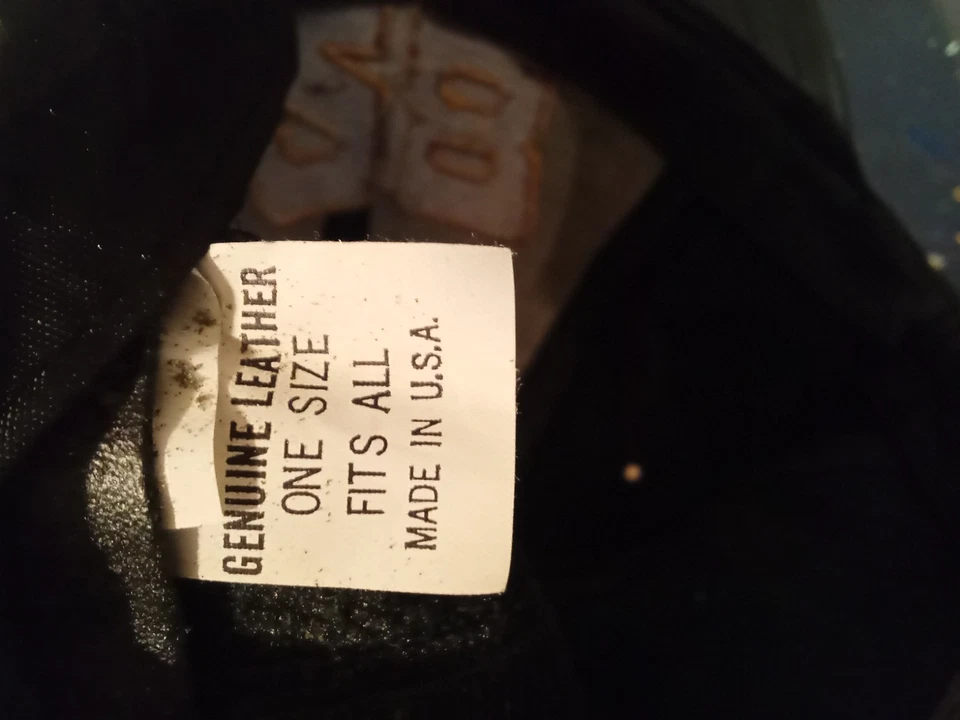 GENUINE LEATHER
ONE SIZE
FITS ALL
MADE IN U.S.A.